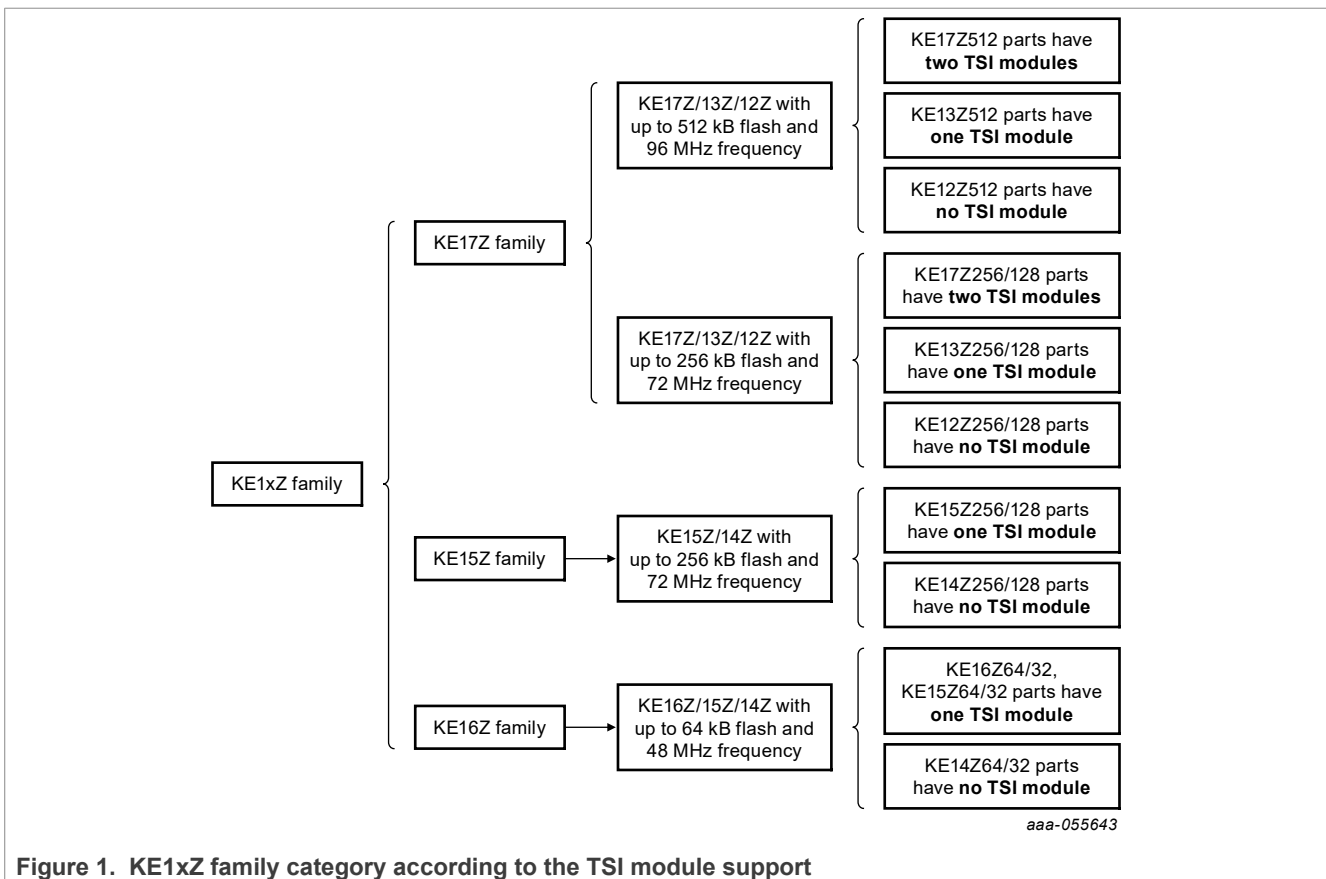 KE1xZ family
KE17Z family
KE17Z/13Z/12Z with
up to 512 kB flash and
96 MHz frequency
KE17Z512 parts have
two TSI modules
KE13Z512 parts have
one TSI module
KE12Z512 parts have
no TSI module
KE17Z/13Z/12Z with
up to 256 kB flash and
72 MHz frequency
KE17Z256/128 parts
have two TSI modules
KE13Z256/128 parts
have one TSI module
KE12Z256/128 parts
have no TSI module
KE15Z family
KE15Z/14Z with
up to 256 kB flash and
72 MHz frequency
KE15Z256/128 parts
have one TSI module
KE14Z256/128 parts
have no TSI module
KE16Z family
KE16Z/15Z/14Z with
up to 64 kB flash and
48 MHz frequency
KE16Z64/32,
KE15Z64/32 parts have
one TSI module
KE14Z64/32 parts
have no TSI module
aaa-055643
Figure 1. KE1xZ family category according to the TSI module support